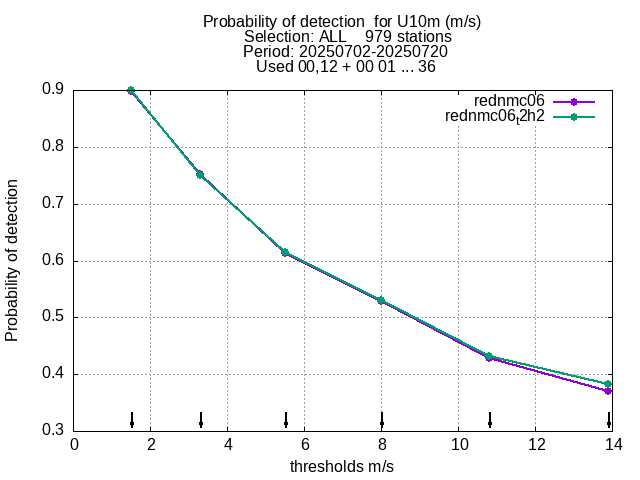 Probability of detection  for U10m (m/s)
Selection: ALL    979 stations
Period: 20250702-20250720
Used 00,12 + 00 01 ... 36
rednmc06
rednmc06t2h2
0.9
0.8
0.7
0.6
0.5
0.4
0.3
Probability of detection
0 2 4 6 8 10 12 14
thresholds m/s